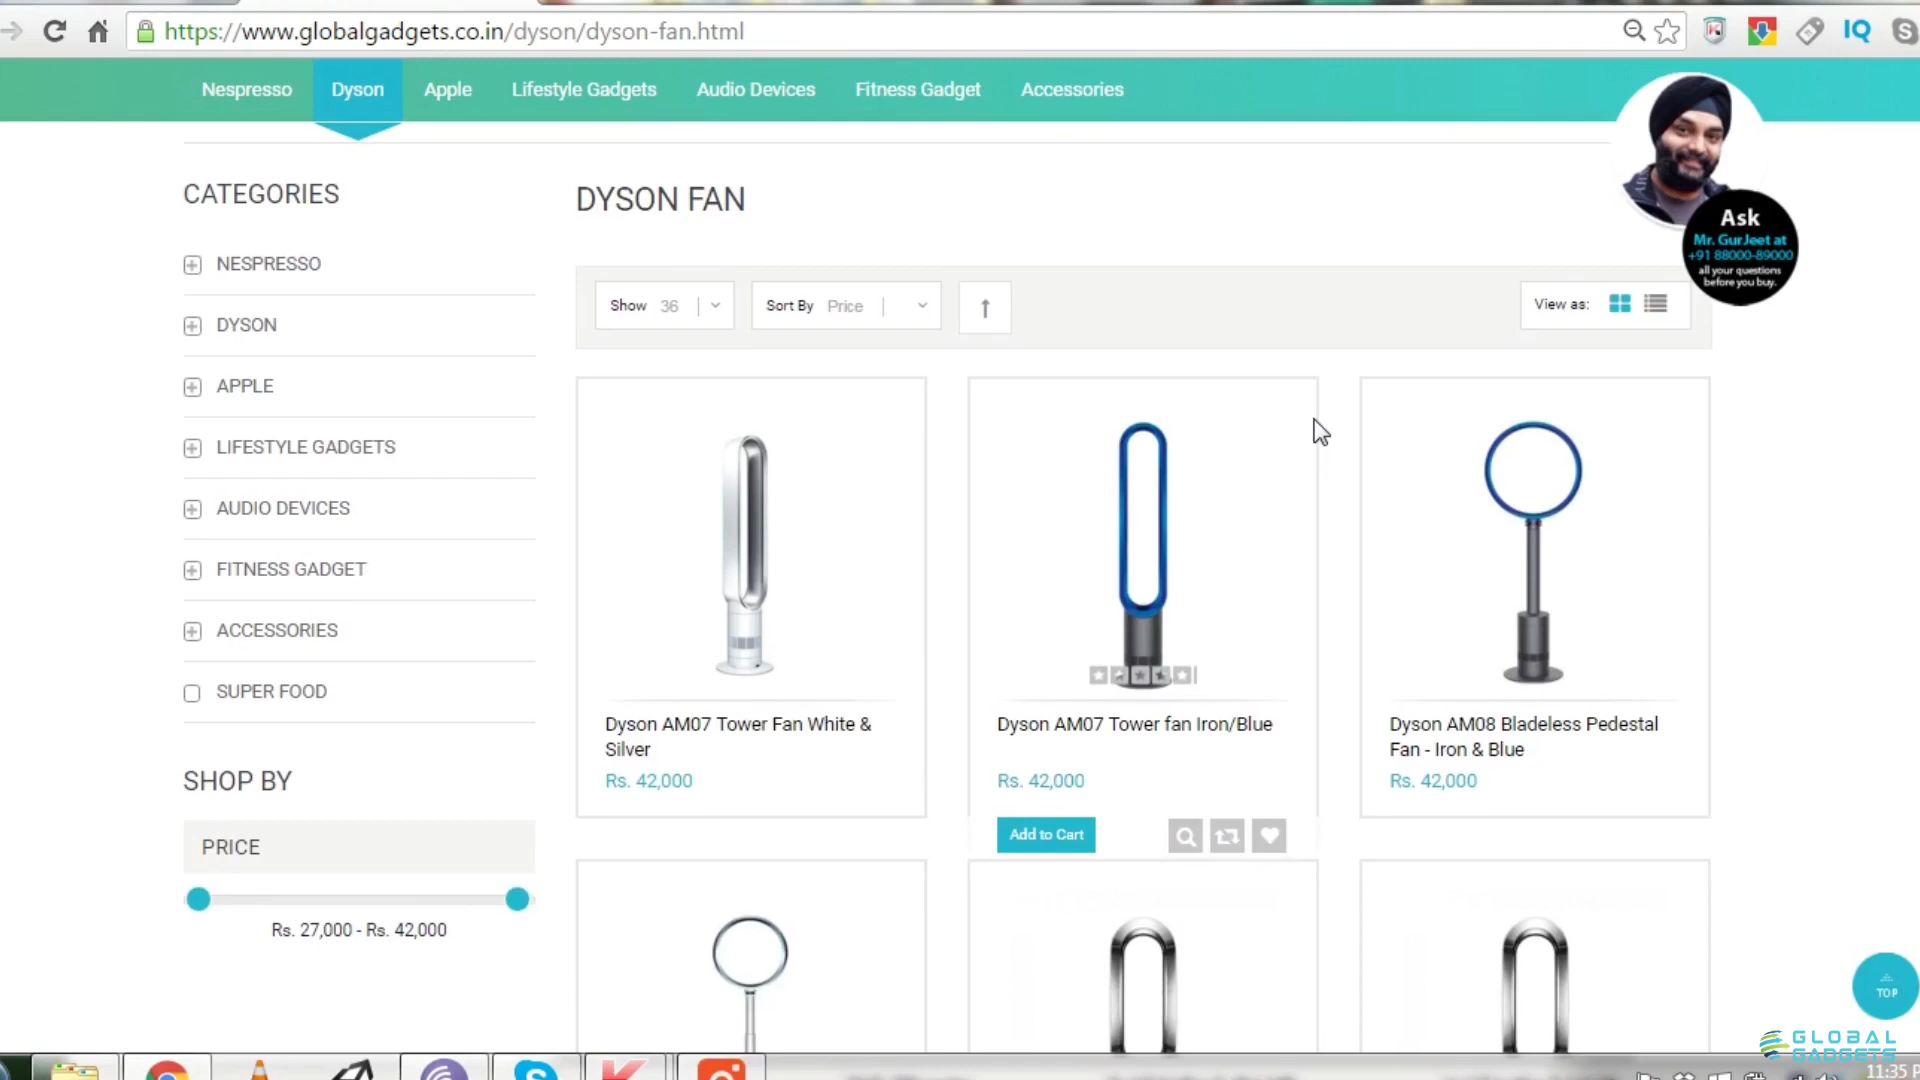 https://www.globalgadgets.co.in/dyson/dyson-fan.html
IQ
Nespresso
Dyson
Apple
Lifestyle Gadgets
Audio Devices
Fitness Gadget
Accessories
Ask
Mr. GurJeet at
+91 88000-89000
all your questions
before you buy.
CATEGORIES
NESPRESSO
DYSON
APPLE
LIFESTYLE GADGETS
AUDIO DEVICES
FITNESS GADGET
ACCESSORIES
SUPER FOOD
SHOP BY
PRICE
Rs. 27,000 - Rs. 42,000
DYSON FAN
Show 36
Sort By Price
View as:
Dyson AM07 Tower Fan White &
Silver
Rs. 42,000
Dyson AM07 Tower fan Iron/Blue
Rs. 42,000
Add to Cart
Dyson AM08 Bladeless Pedestal
Fan - Iron & Blue
Rs. 42,000
TOP
GLOBAL
GADGETS
11:35 P